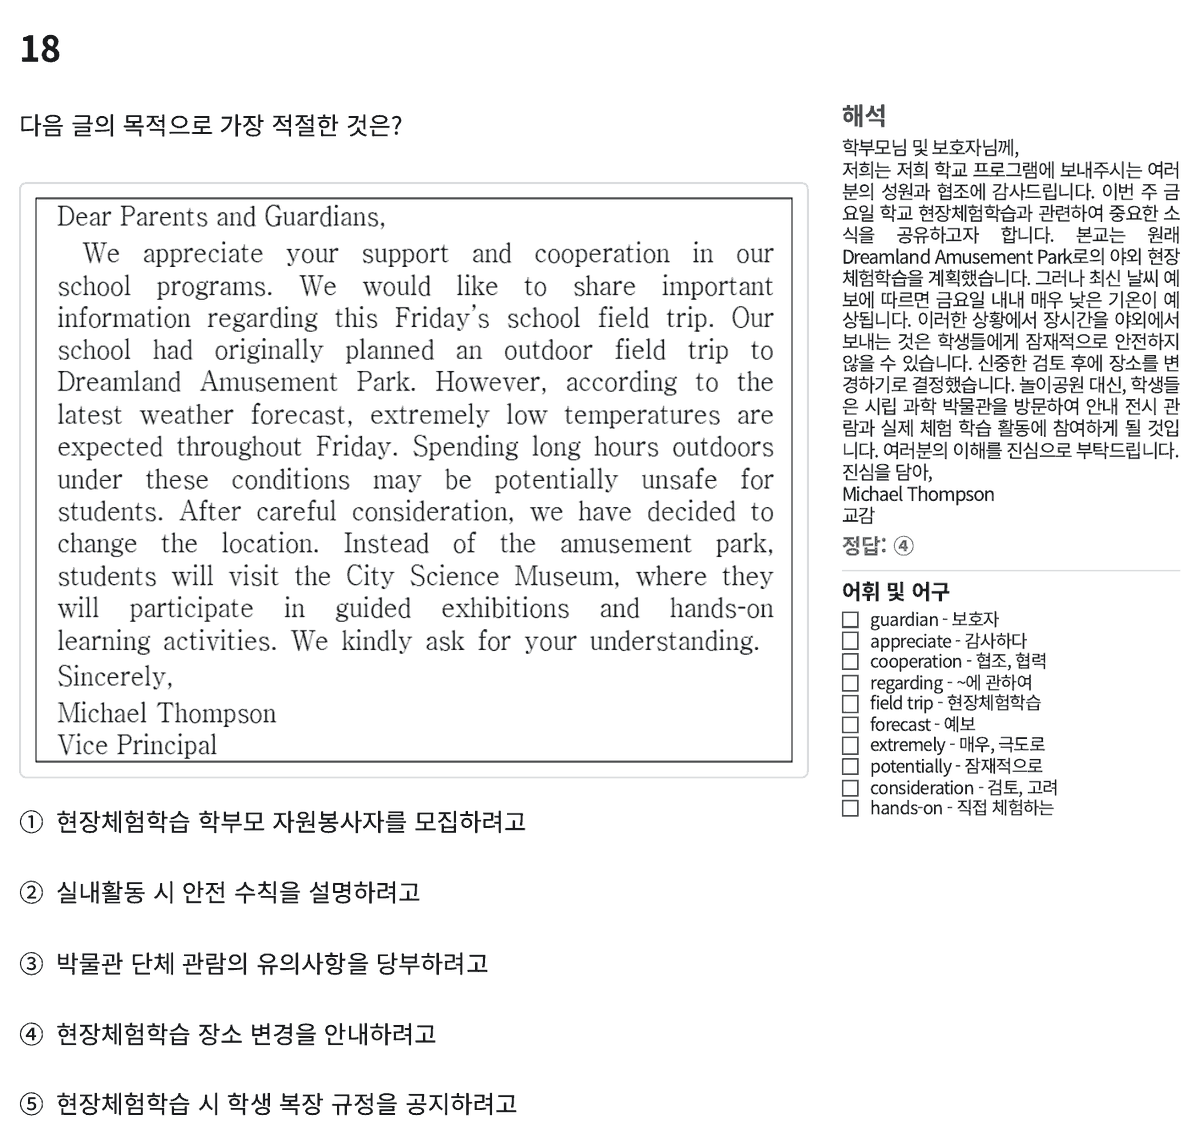 18
다음 글의 목적으로 가장 적절한 것은?
Dear Parents and Guardians,
We appreciate your support and cooperation in our
school programs. We would like to share important
information regarding this Friday's school field trip. Our
school had originally planned an outdoor field trip to
Dreamland Amusement Park. However, according to the
latest weather forecast, extremely low temperatures are
expected throughout Friday. Spending long hours outdoors
under these conditions may be potentially unsafe for
students. After careful consideration, we have decided to
change the location. Instead of the amusement park,
students will visit the City Science Museum, where they
will participate in guided exhibitions and hands-on
learning activities. We kindly ask for your understanding.
Sincerely,
Michael Thompson
Vice Principal
① 현장체험학습 학부모 자원봉사자를 모집하려고
② 실내활동 시 안전 수칙을 설명하려고
③ 박물관 단체 관람의 유의사항을 당부하려고
④ 현장체험학습 장소 변경을 안내하려고
⑤ 현장체험학습 시 학생 복장 규정을 공지하려고
해석
학부모님 및 보호자님께,
저희는 저희 학교 프로그램에 보내주시는 여러
분의 성원과 협조에 감사드립니다. 이번 주 금
요일 학교 현장체험학습과 관련하여 중요한 소
식을 공유하고자 합니다. 본교는 원래
Dreamland Amusement Park로의 야외 현장
체험학습을 계획했습니다. 그러나 최신 날씨 예
보에 따르면 금요일 내내 매우 낮은 기온이 예
상됩니다. 이러한 상황에서 장시간을 야외에서
보내는 것은 학생들에게 잠재적으로 안전하지
않을 수 있습니다. 신중한 검토 후에 장소를 변
경하기로 결정했습니다. 놀이공원 대신, 학생들
은 시립 과학 박물관을 방문하여 안내 전시 관
람과 실제 체험 학습 활동에 참여하게 될 것입
니다. 여러분의 이해를 진심으로 부탁드립니다.
진심을 담아,
Michael Thompson
교감
정답: ④
어휘 및 어구
guardian - 보호자
appreciate - 감사하다
cooperation - 협조, 협력
regarding - ~에 관하여
field trip - 현장체험학습
forecast - 예보
extremely - 매우, 극도로
potentially - 잠재적으로
consideration - 검토, 고려
hands-on - 직접 체험하는